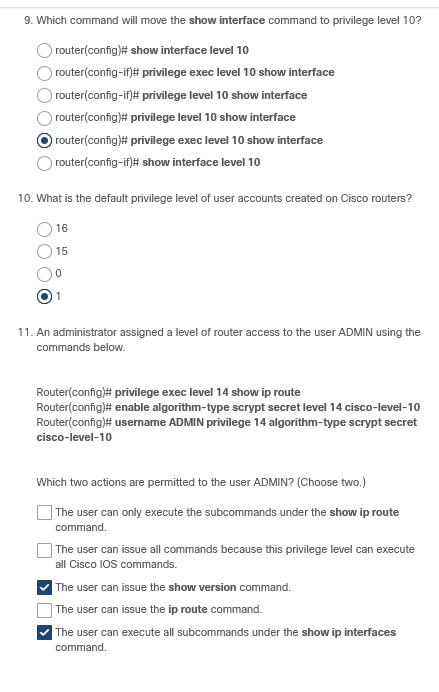 9. Which command will move the show interface command to privilege level 10?
router(config)# show interface level 10
router(config-if)# privilege exec level 10 show interface
router(config-if)# privilege level 10 show interface
router(config)# privilege level 10 show interface
router(config)# privilege exec level 10 show interface
router(config-if)# show interface level 10
10. What is the default privilege level of user accounts created on Cisco routers?
16
15
0
1
11. An administrator assigned a level of router access to the user ADMIN using the
commands below.
Router(config)# privilege exec level 14 show ip route
Router(config)# enable algorithm-type scrypt secret level 14 cisco-level-10
Router(config)# username ADMIN privilege 14 algorithm-type scrypt secret
cisco-level-10
Which two actions are permitted to the user ADMIN? (Choose two.)
The user can only execute the subcommands under the show ip route
command.
The user can issue all commands because this privilege level can execute
all Cisco IOS commands.
The user can issue the show version command.
The user can issue the ip route command.
The user can execute all subcommands under the show ip interfaces
command.